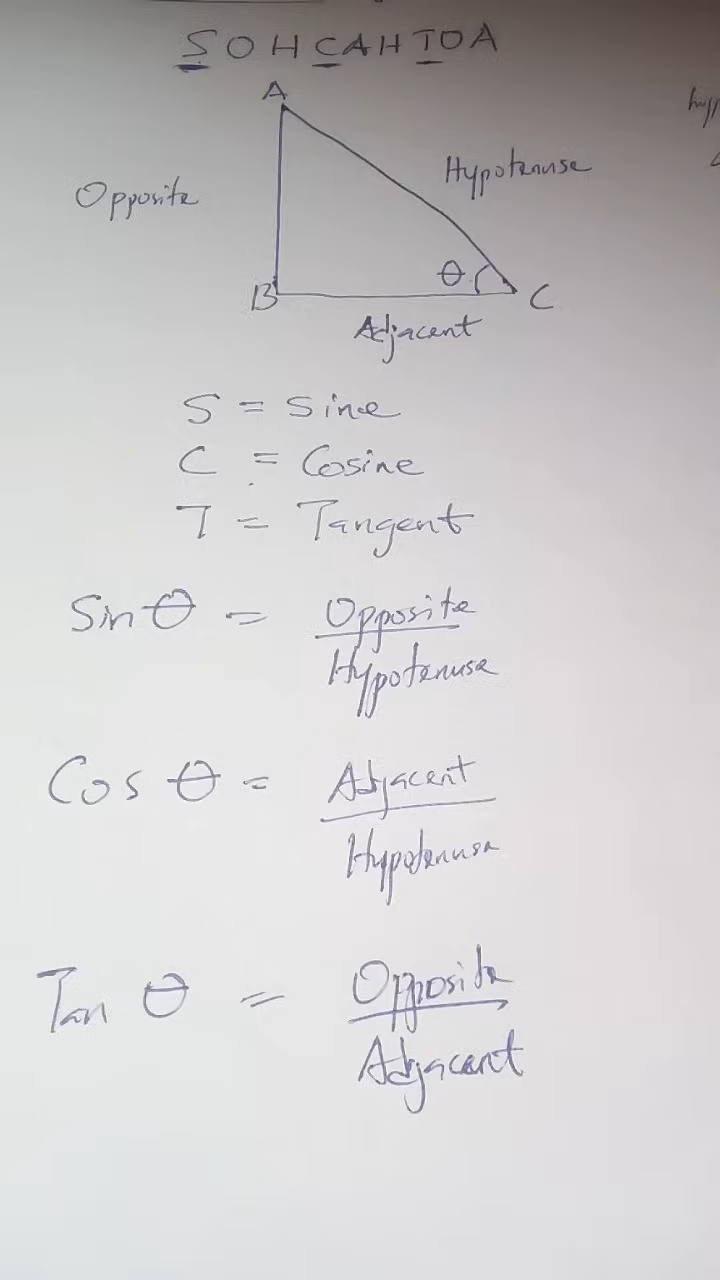 SOHCAHTOA
A
Opposite
Hypotenuse
B
θ
C
Adjacent
S = Sine
C = Cosine
T = Tangent
Sin θ = Opposite
Hypotenuse
Cos θ = Adjacent
Hypotenuse
Tan θ = Opposite
Adjacent